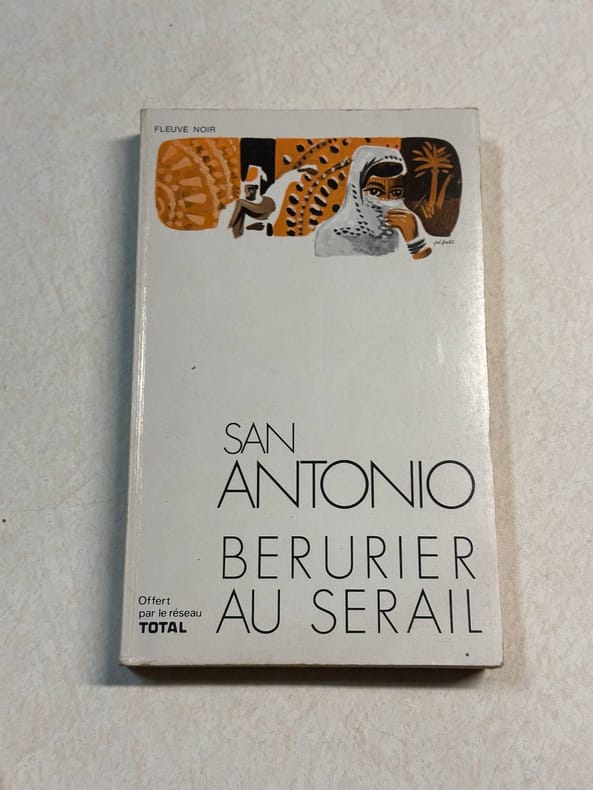 FLEUVE NOIR
SAN
ANTONIO
BERURIER
AU SERAIL
Offert
par le réseau
TOTAL